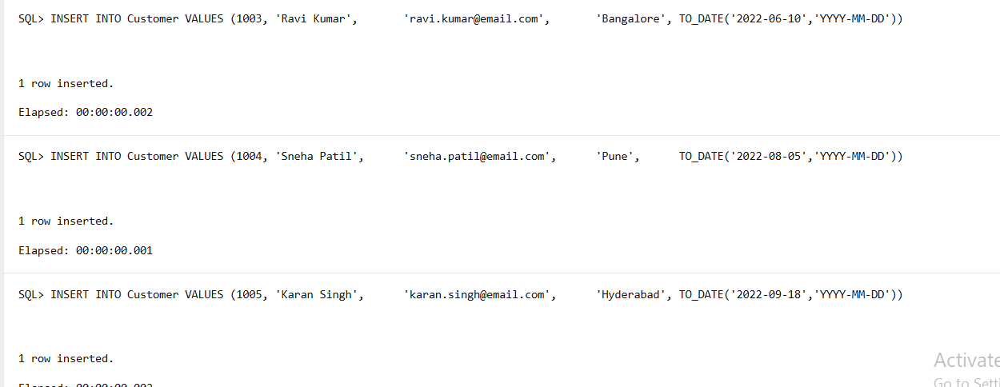 SQL> INSERT INTO Customer VALUES (1003, 'Ravi Kumar', 'ravi.kumar@email.com', 'Bangalore', TO_DATE('2022-06-10','YYYY-MM-DD'))
1 row inserted.
Elapsed: 00:00:00.002
SQL> INSERT INTO Customer VALUES (1004, 'Sneha Patil', 'sneha.patil@email.com', 'Pune', TO_DATE('2022-08-05','YYYY-MM-DD'))
1 row inserted.
Elapsed: 00:00:00.001
SQL> INSERT INTO Customer VALUES (1005, 'Karan Singh', 'karan.singh@email.com', 'Hyderabad', TO_DATE('2022-09-18','YYYY-MM-DD'))
1 row inserted.
Activate
Elapsed: 00:00:00.002
Go to Setti